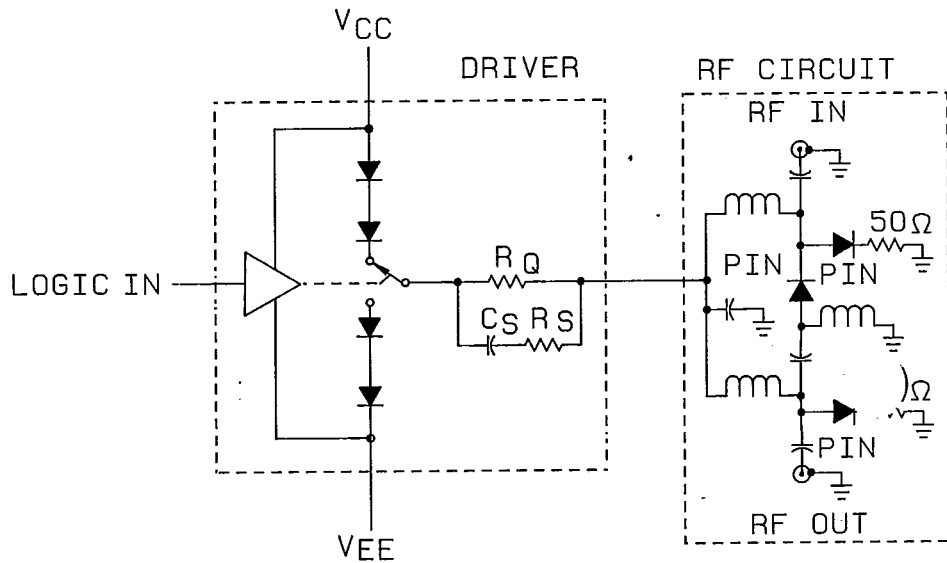 VCC
DRIVER
RF CIRCUIT
RF IN
50Ω
LOGIC IN
RQ
PIN
PIN
CS RS
Ω
PIN
RF OUT
VEE